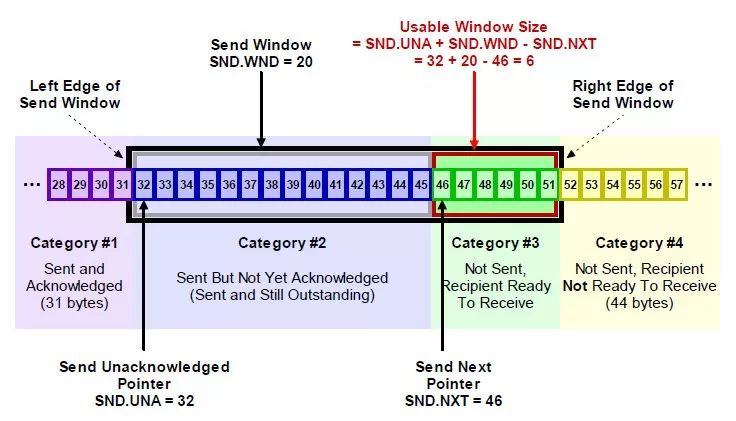 Usable Window Size
= SND.UNA + SND.WND - SND.NXT
= 32 + 20 - 46 = 6
Send Window
SND.WND = 20
Left Edge of
Send Window
Right Edge of
Send Window
... 28 29 30 31 32 33 34 35 36 37 38 39 40 41 42 43 44 45 46 47 48 49 50 51 52 53 54 55 56 57 ...
Category #1
Sent and
Acknowledged
(31 bytes)
Category #2
Sent But Not Yet Acknowledged
(Sent and Still Outstanding)
Category #3
Not Sent,
Recipient Ready
To Receive
Category #4
Not Sent, Recipient
Not Ready To Receive
(44 bytes)
Send Unacknowledged
Pointer
SND.UNA = 32
Send Next
Pointer
SND.NXT = 46